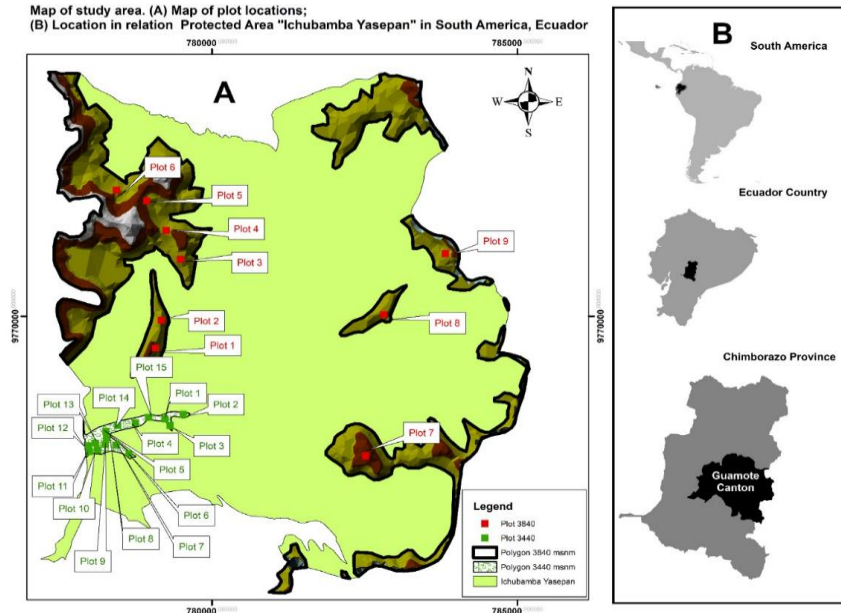 Map of study area. (A) Map of plot locations;
(B) Location in relation Protected Area "Ichubamba Yasepan" in South America, Ecuador
780000
785000
A
N
W
E
S
Plot 6
Plot 5
Plot 4
Plot 3
Plot 9
9770000
9770000
Plot 2
Plot 8
Plot 1
Plot 15
Plot 1
Plot 14
Plot 2
Plot 13
Plot 12
Plot 4
Plot 3
Plot 7
Plot 5
Plot 11
Plot 10
Plot 6
Plot 9
Plot 8
Plot 7
Legend
Plot 3840
Plot 3440
Polygon 3840 msnm
Polygon 3440 msnm
Ichubamba Yasepan
780000
785000
B
South America
Ecuador Country
Chimborazo Province
Guamote
Canton